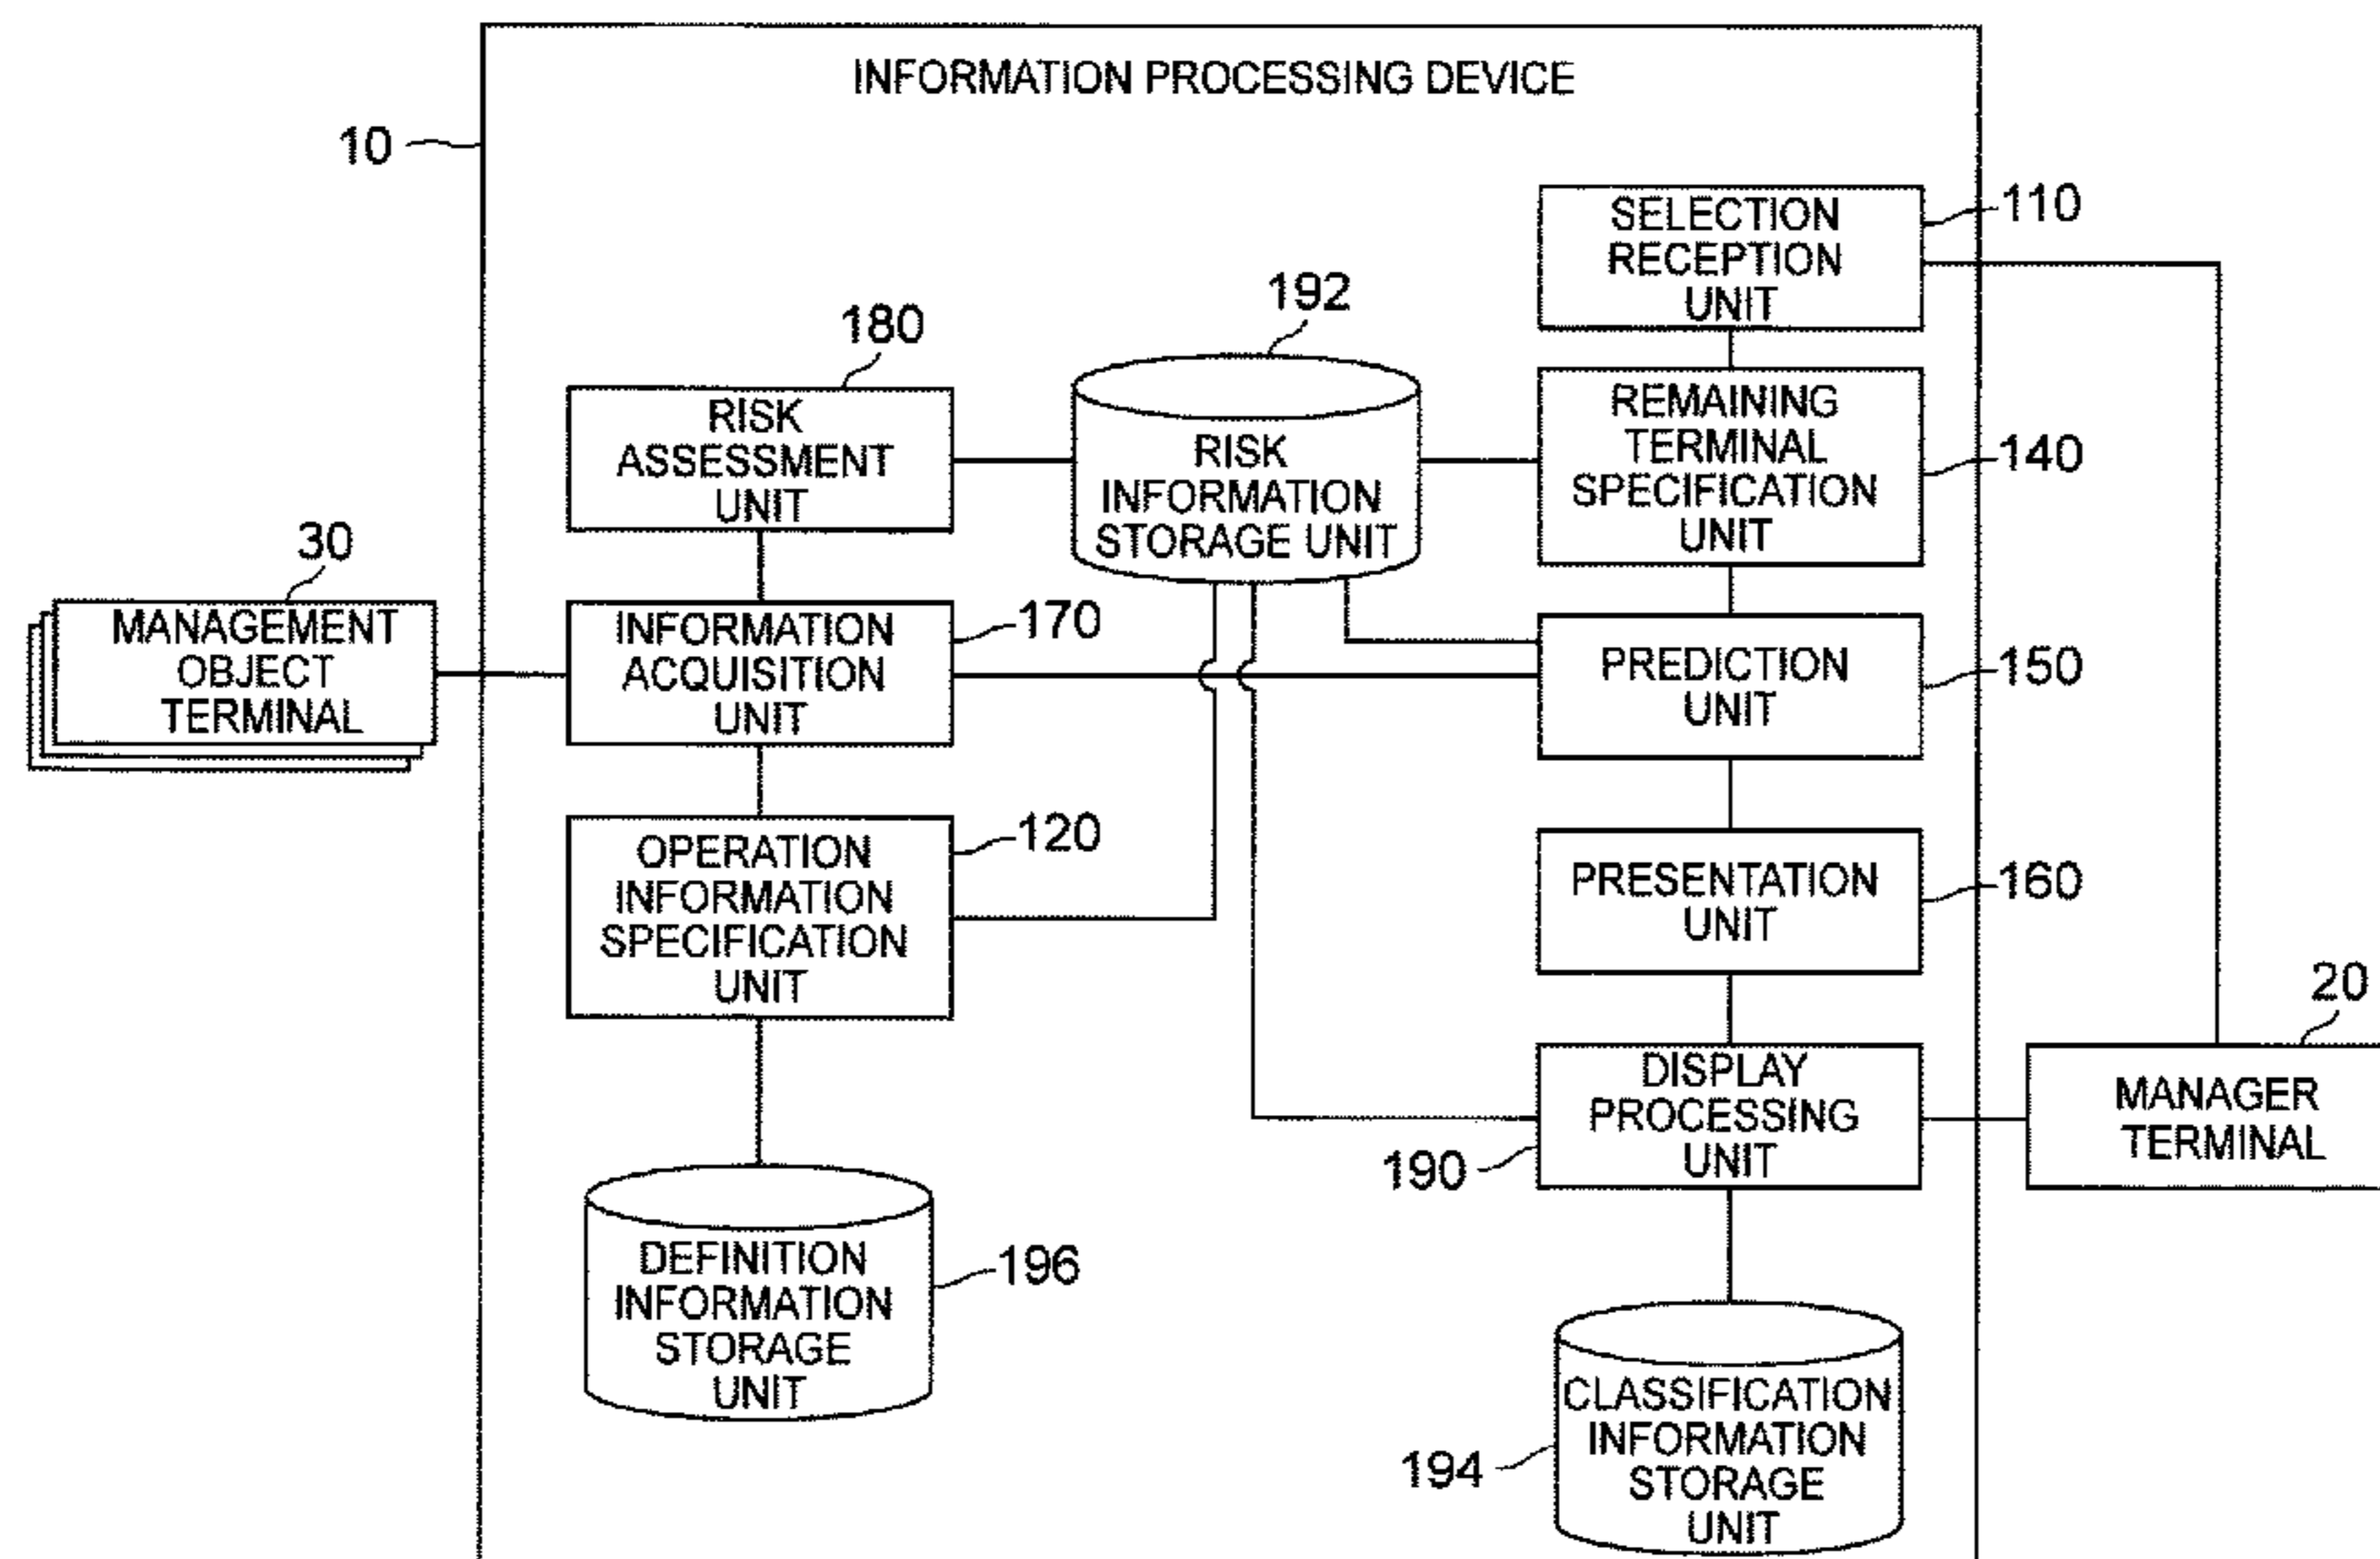 INFORMATION PROCESSING DEVICE
10
SELECTION
RECEPTION
UNIT
110
192
180
RISK
ASSESSMENT
UNIT
RISK
INFORMATION
STORAGE UNIT
REMAINING
TERMINAL
SPECIFICATION
UNIT
140
30
MANAGEMENT
OBJECT
TERMINAL
INFORMATION
ACQUISITION
UNIT
170
PREDICTION
UNIT
150
OPERATION
INFORMATION
SPECIFICATION
UNIT
120
PRESENTATION
UNIT
160
20
DISPLAY
PROCESSING
UNIT
190
MANAGER
TERMINAL
DEFINITION
INFORMATION
STORAGE
UNIT
196
CLASSIFICATION
INFORMATION
STORAGE
UNIT
194